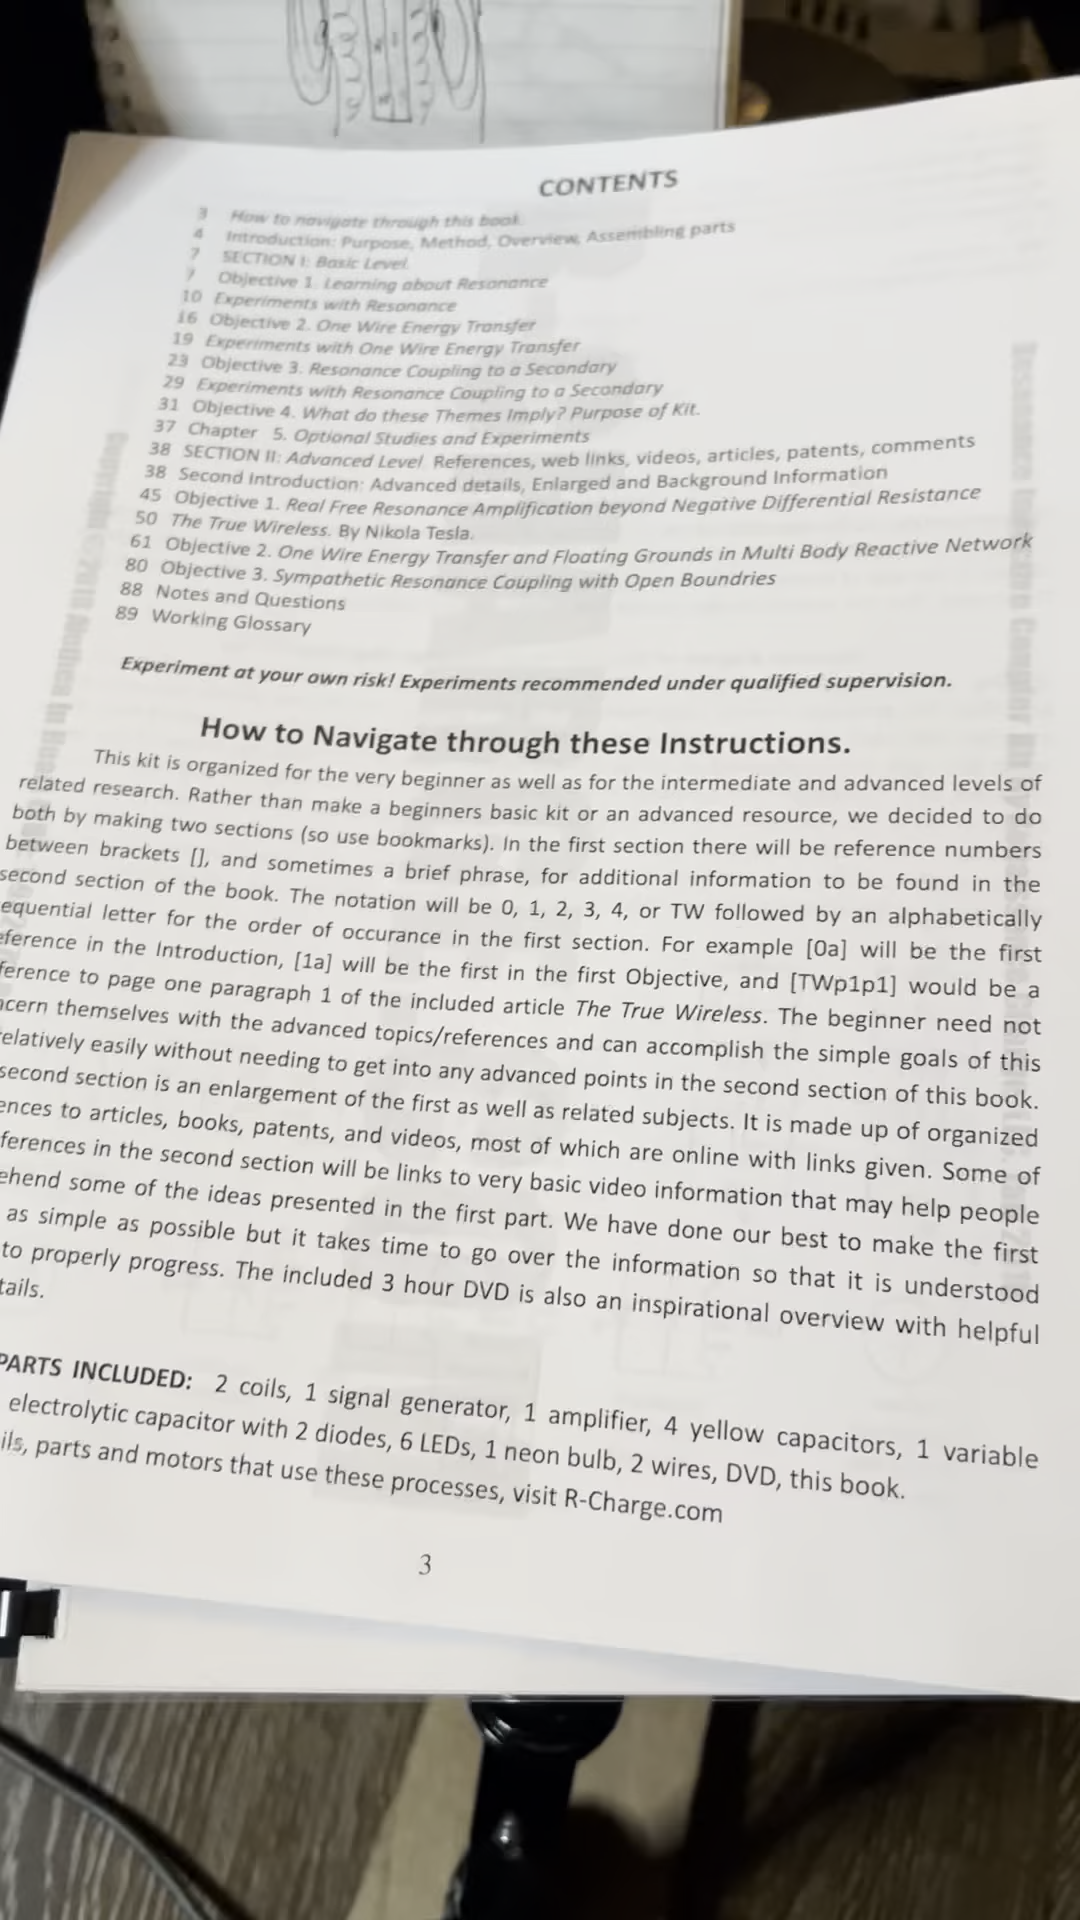 CONTENTS
3 How to navigate through this book.
4 Introduction: Purpose, Method, Overview, Assembling parts
7 SECTION I: Basic Level.
7 Objective 1. Learning about Resonance
10 Experiments with Resonance
16 Objective 2. One Wire Energy Transfer
19 Experiments with One Wire Energy Transfer
23 Objective 3. Resonance Coupling to a Secondary
29 Experiments with Resonance Coupling to a Secondary
31 Objective 4. What do these Themes Imply? Purpose of Kit.
37 Chapter 5. Optional Studies and Experiments
38 SECTION II: Advanced Level References, web links, videos, articles, patents, comments
38 Second Introduction: Advanced details, Enlarged and Background Information
45 Objective 1. Real Free Resonance Amplification beyond Negative Differential Resistance
50 The True Wireless. By Nikola Tesla.
61 Objective 2. One Wire Energy Transfer and Floating Grounds in Multi Body Reactive Network
80 Objective 3. Sympathetic Resonance Coupling with Open Boundries
88 Notes and Questions
89 Working Glossary
Experiment at your own risk! Experiments recommended under qualified supervision.
How to Navigate through these Instructions.
This kit is organized for the very beginner as well as for the intermediate and advanced levels of
related research. Rather than make a beginners basic kit or an advanced resource, we decided to do
both by making two sections (so use bookmarks). In the first section there will be reference numbers
between brackets [], and sometimes a brief phrase, for additional information to be found in the
second section of the book. The notation will be 0, 1, 2, 3, 4, or TW followed by an alphabetically
equential letter for the order of occurance in the first section. For example [0a] will be the first
eference in the Introduction, [1a] will be the first in the first Objective, and [TWp1p1] would be a
ference to page one paragraph 1 of the included article The True Wireless. The beginner need not
ncern themselves with the advanced topics/references and can accomplish the simple goals of this
relatively easily without needing to get into any advanced points in the second section of this book.
second section is an enlargement of the first as well as related subjects. It is made up of organized
ences to articles, books, patents, and videos, most of which are online with links given. Some of
ferences in the second section will be links to very basic video information that may help people
ehend some of the ideas presented in the first part. We have done our best to make the first
as simple as possible but it takes time to go over the information so that it is understood
to properly progress. The included 3 hour DVD is also an inspirational overview with helpful
tails.
PARTS INCLUDED: 2 coils, 1 signal generator, 1 amplifier, 4 yellow capacitors, 1 variable
electrolytic capacitor with 2 diodes, 6 LEDs, 1 neon bulb, 2 wires, DVD, this book.
ils, parts and motors that use these processes, visit R-Charge.com
3